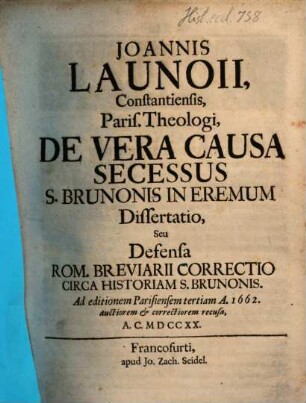 Hist. eccl. 758
JOANNIS
LAUNOII,
Constantiensis,
Paris. Theologi,
DE VERA CAUSA
SECESSUS
S. BRUNONIS IN EREMUM
Dissertatio,
Seu
Defensa
ROM. BREVIARII CORRECTIO
CIRCA HISTORIAM S. BRUNONIS.
Ad editionem Parisiensem tertiam A. 1662.
auctiorem & correctiorem recusa,
A. C. MDCCXX.
Francofurti,
apud Jo. Zach. Seidel.